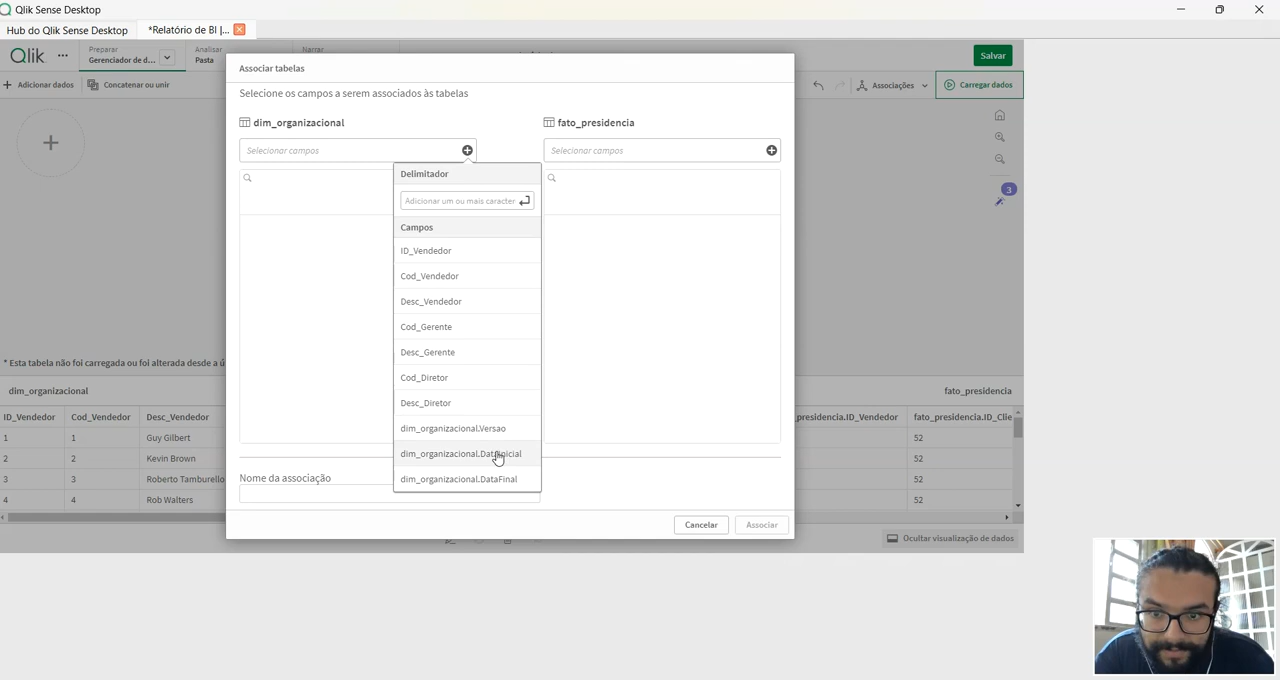 Qlik Sense Desktop
Hub do Qlik Sense Desktop
*Relatório de BI |...
Qlik
Preparar
Gerenciador de d...
Analisar
Pasta
Narrar
Salvar
Adicionar dados
Concatenar ou unir
Associações
Carregar dados
Associar tabelas
Selecione os campos a serem associados às tabelas
dim_organizacional
fato_presidencia
Selecionar campos
Selecionar campos
Delimitador
Adicionar um ou mais caracter
Campos
ID_Vendedor
Cod_Vendedor
Desc_Vendedor
Cod_Gerente
Desc_Gerente
Cod_Diretor
Desc_Diretor
dim_organizacional.Versao
dim_organizacional.DataInicial
dim_organizacional.DataFinal
3
* Esta tabela não foi carregada ou foi alterada desde a ú
dim_organizacional
fato_presidencia
ID_Vendedor Cod_Vendedor Desc_Vendedor
presidencia.ID_Vendedor fato_presidencia.ID_Clie
1 1 Guy Gilbert 52
2 2 Kevin Brown 52
3 3 Roberto Tamburello 52
4 4 Rob Walters 52
Nome da associação
Cancelar
Associar
Ocultar visualização de dados